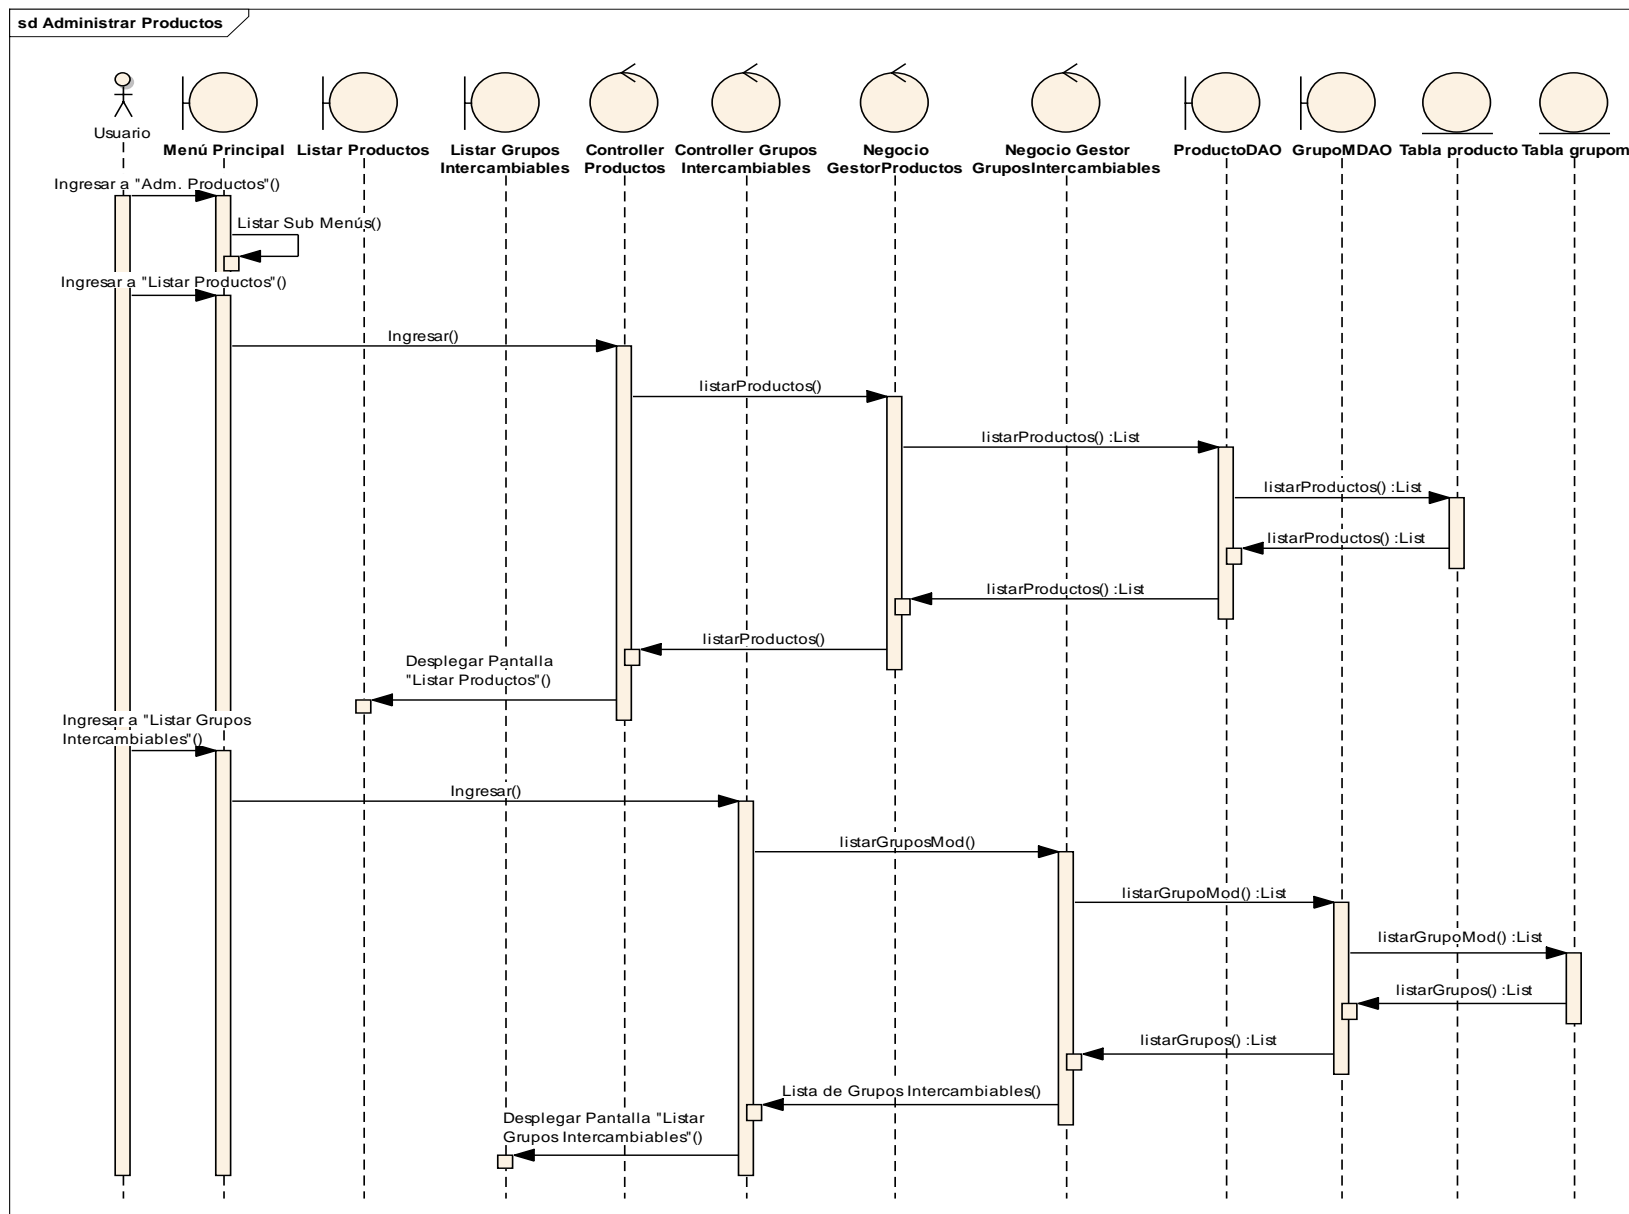 sd Administrar Productos
Usuario
Menú Principal
Listar Productos
Listar Grupos
Intercambiables
Controller
Productos
Controller Grupos
Intercambiables
Negocio
GestorProductos
Negocio Gestor
GruposIntercambiables
ProductoDAO
GrupoMDAO
Tabla producto
Tabla grupom
Ingresar a "Adm. Productos"()
Listar Sub Menús()
Ingresar a "Listar Productos"()
Ingresar()
listarProductos()
listarProductos() :List
listarProductos() :List
listarProductos() :List
listarProductos() :List
listarProductos()
Desplegar Pantalla
"Listar Productos"()
Ingresar a "Listar Grupos
Intercambiables"()
Ingresar()
listarGruposMod()
listarGrupoMod() :List
listarGrupoMod() :List
listarGrupos() :List
listarGrupos() :List
Lista de Grupos Intercambiables()
Desplegar Pantalla "Listar
Grupos Intercambiables"()